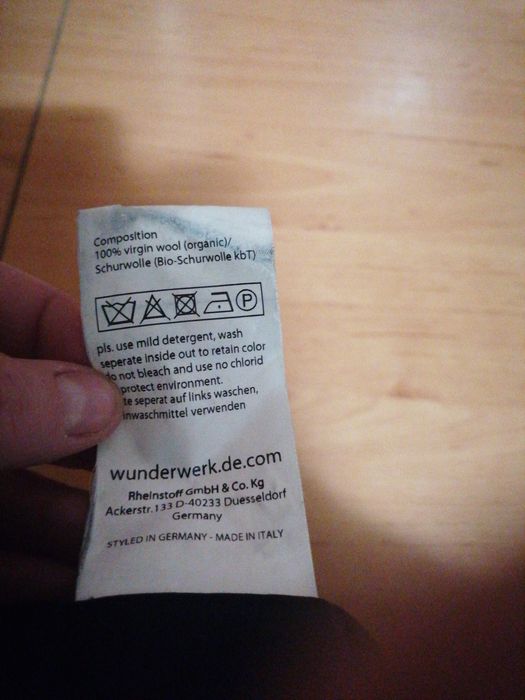 Composition
100% virgin wool (organic)/
Schurwolle (Bio-Schurwolle kbT)
P
pls. use mild detergent, wash
seperate inside out to retain color
do not bleach and use no chlorid
protect environment.
seperat auf links waschen,
verwenden
wunderwerk.de.com
Rheinstoff GmbH & Co. Kg
Ackerstr.133 D-40233 Duesseldorf
Germany
STYLED IN GERMANY - MADE IN ITALY